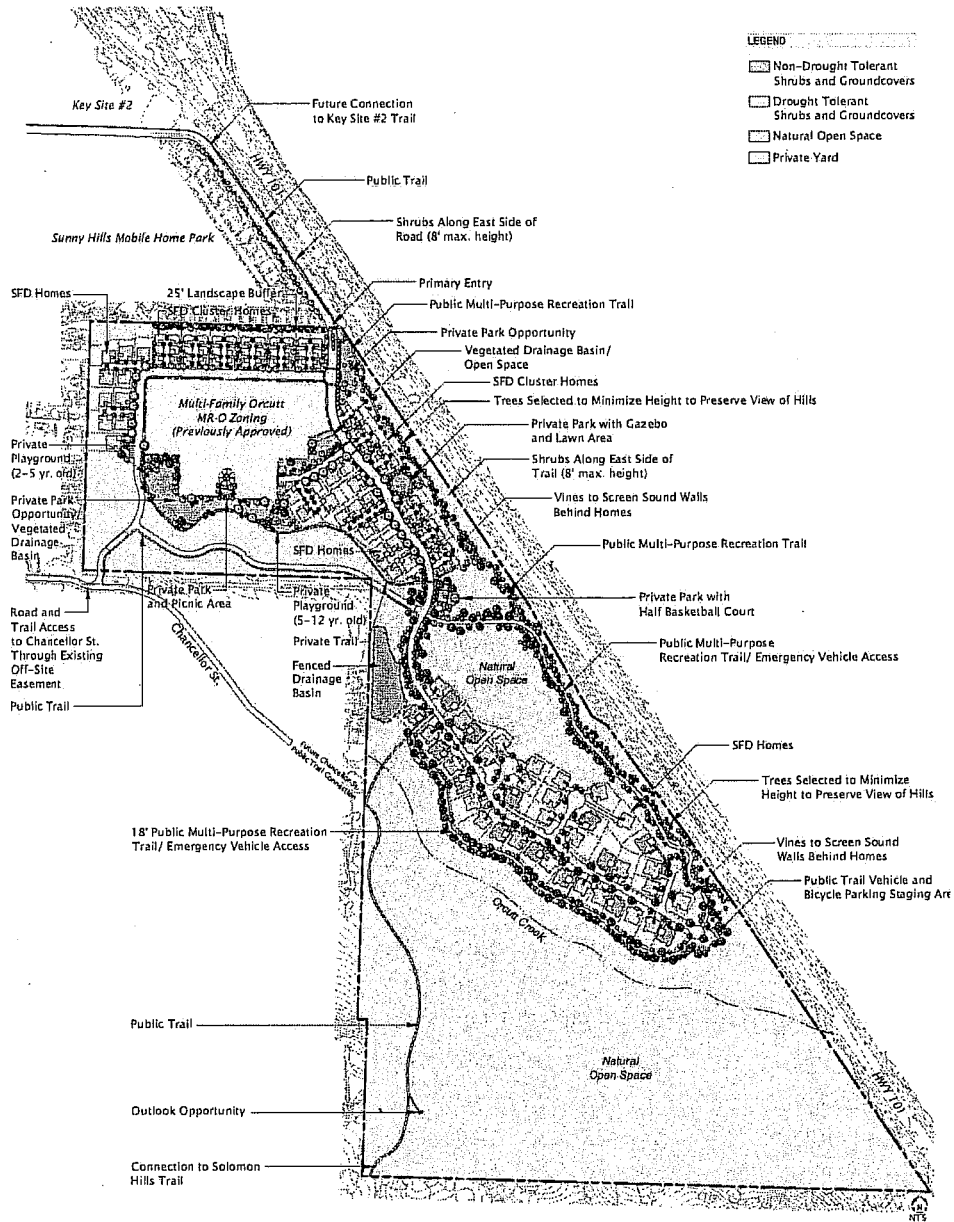 LEGEND
Non-Drought Tolerant
Shrubs and Groundcovers
Drought Tolerant
Shrubs and Groundcovers
Natural Open Space
Private Yard
Key Site #2
Future Connection
to Key Site #2 Trail
HWY 101
Public Trail
Shrubs Along East Side of
Road (8' max. height)
Sunny Hills Mobile Home Park
Primary Entry
SFD Homes
25' Landscape Buffer
SFD Cluster Homes
Public Multi-Purpose Recreation Trail
Private Park Opportunity
Vegetated Drainage Basin/
Open Space
SFD Cluster Homes
Trees Selected to Minimize Height to Preserve View of Hills
Multi-Family Orcutt
MR-O Zoning
(Previously Approved)
Private Park with Gazebo
and Lawn Area
Private
Playground
(2-5 yr. old)
Shrubs Along East Side of
Trail (8' max. height)
Vines to Screen Sound Walls
Behind Homes
Private Park
Opportunity/
Vegetated
Drainage
Basin
SFD Homes
Public Multi-Purpose Recreation Trail
Private Park
and Picnic Area
Private
Playground
(5-12 yr. old)
Private Park with
Half Basketball Court
Road and
Trail Access
to Chancellor St.
Through Existing
Off-Site
Easement
Chancellor St.
Private Trail
Fenced
Drainage
Basin
Public Multi-Purpose
Recreation Trail/ Emergency Vehicle Access
Natural
Open Space
Public Trail
Future Chancellor St.
Public Trail Connection
SFD Homes
Trees Selected to Minimize
Height to Preserve View of Hills
18' Public Multi-Purpose Recreation
Trail/ Emergency Vehicle Access
Vines to Screen Sound
Walls Behind Homes
Public Trail Vehicle and
Bicycle Parking Staging Are
Orcutt Creek
Public Trail
Natural
Open Space
HWY 101
Outlook Opportunity
Connection to Solomon
Hills Trail
N
NTS